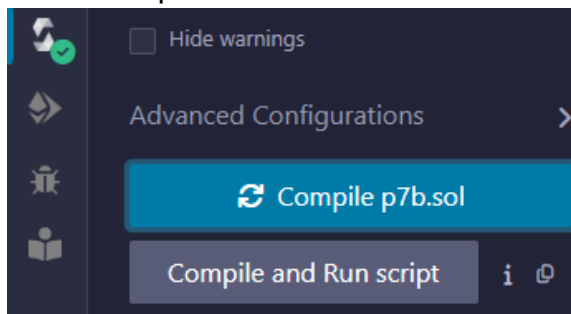 Hide warnings
Advanced Configurations
Compile p7b.sol
Compile and Run script